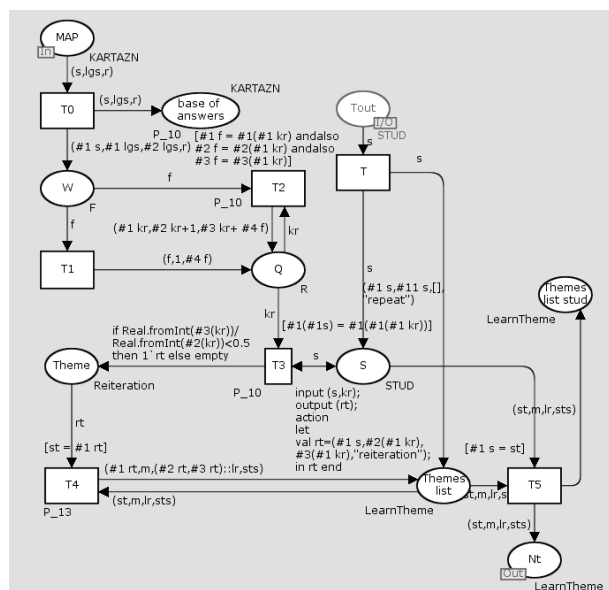 MAP
In
KARTAZN
(s,lgs,r)
T0
(s,lgs,r)
base of
answers
KARTAZN
P_10
[#1 f = #1(#1 kr) andalso
#2 f = #2(#1 kr) andalso
#3 f = #3(#1 kr)]
Tout
I/O
STUD
s
(#1 s,#1 lgs,#2 lgs,r)
T
s
W
F
f
T2
P_10
f
(#1 kr,#2 kr+1,#3 kr+ #4 f)
kr
s
T1
(f,1,#4 f)
Q
R
(#1 s,#11 s,[],
"repeat")
Themes
list stud
LearnTheme
kr
[#1(#1s) = #1(#1(#1 kr))]
if Real.fromInt(#3(kr))/
Real.fromInt(#2(kr))<0.5
then 1`rt else empty
Theme
Reiteration
T3
P_10
s
S
STUD
input (s,kr);
output (rt);
action
let
val rt=(#1 s,#2(#1 kr),
#3(#1 kr),"reiteration");
in rt end
(st,m,lr,sts)
rt
[st = #1 rt]
[#1 s = st]
T4
P_13
(#1 rt,m,(#2 rt,#3 rt)::lr,sts)
(st,m,lr,sts)
Themes
list
LearnTheme
T5
(st,m,lr,sts)
Nt
Out
LearnTheme